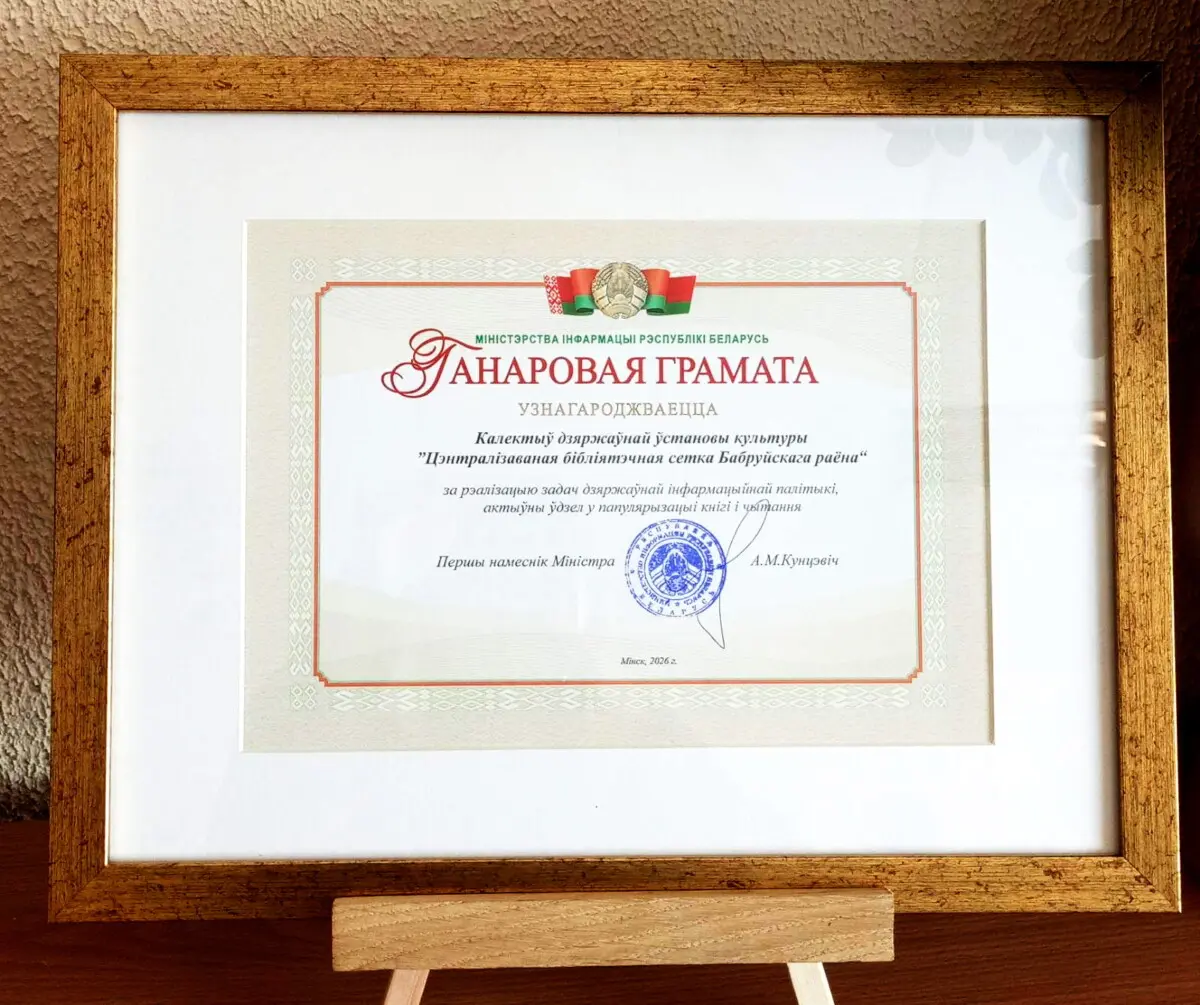 МІНІСТЭРСТВА ІНФАРМАЦЫІ РЭСПУБЛІКІ БЕЛАРУСЬ
ГАНАРОВАЯ ГРАМАТА
УЗНАГАРОДЖВАЕЦЦА
Калектыў дзяржаўнай ўстановы культуры
”Цэнтралізаваная бібліятэчная сетка Бабруйскага раёна“
за рэалізацыю задач дзяржаўнай інфармацыйнай палітыкі,
актыўны ўдзел у папулярызацыі кнігі і чытання
Першы намеснік Міністра А.М.Кунцэвіч
Мінск, 2026 г.